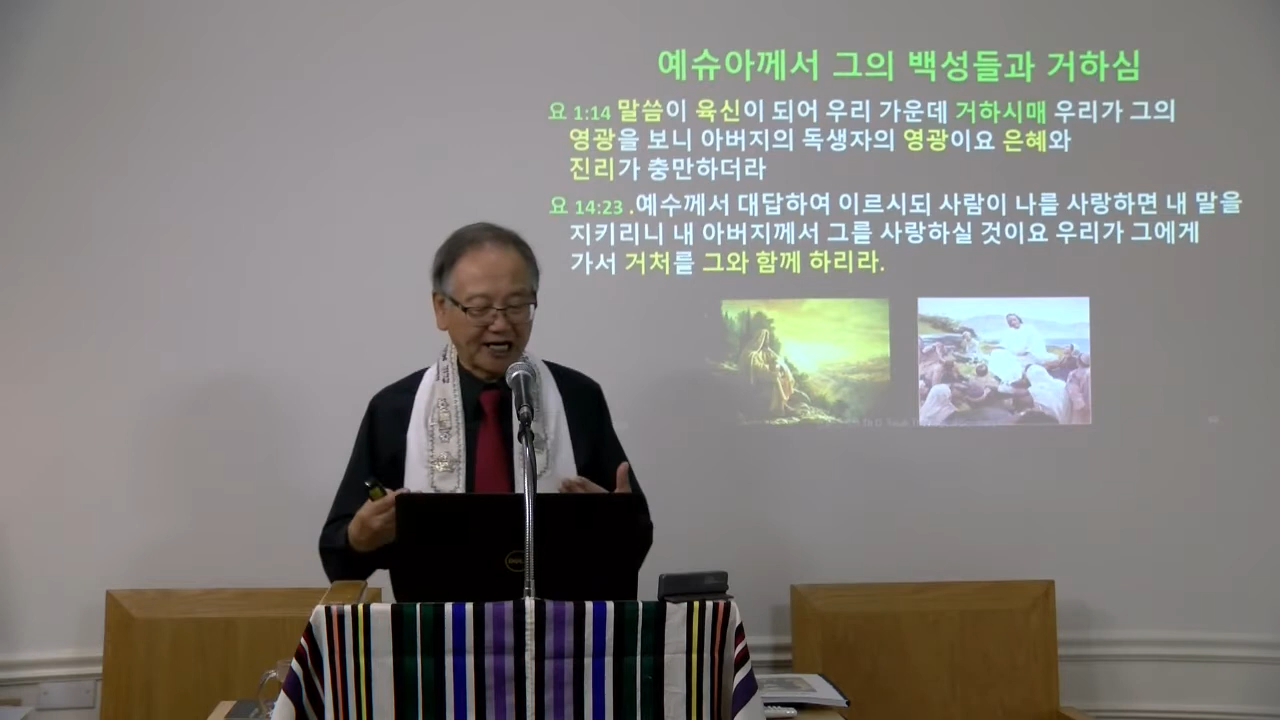 예슈아께서 그의 백성들과 거하심
요 1:14 말씀이 육신이 되어 우리 가운데 거하시매 우리가 그의
영광을 보니 아버지의 독생자의 영광이요 은혜와
진리가 충만하더라
요 14:23 .예수께서 대답하여 이르시되 사람이 나를 사랑하면 내 말을
지키리니 내 아버지께서 그를 사랑하실 것이요 우리가 그에게
가서 거처를 그와 함께 하리라.
DELL